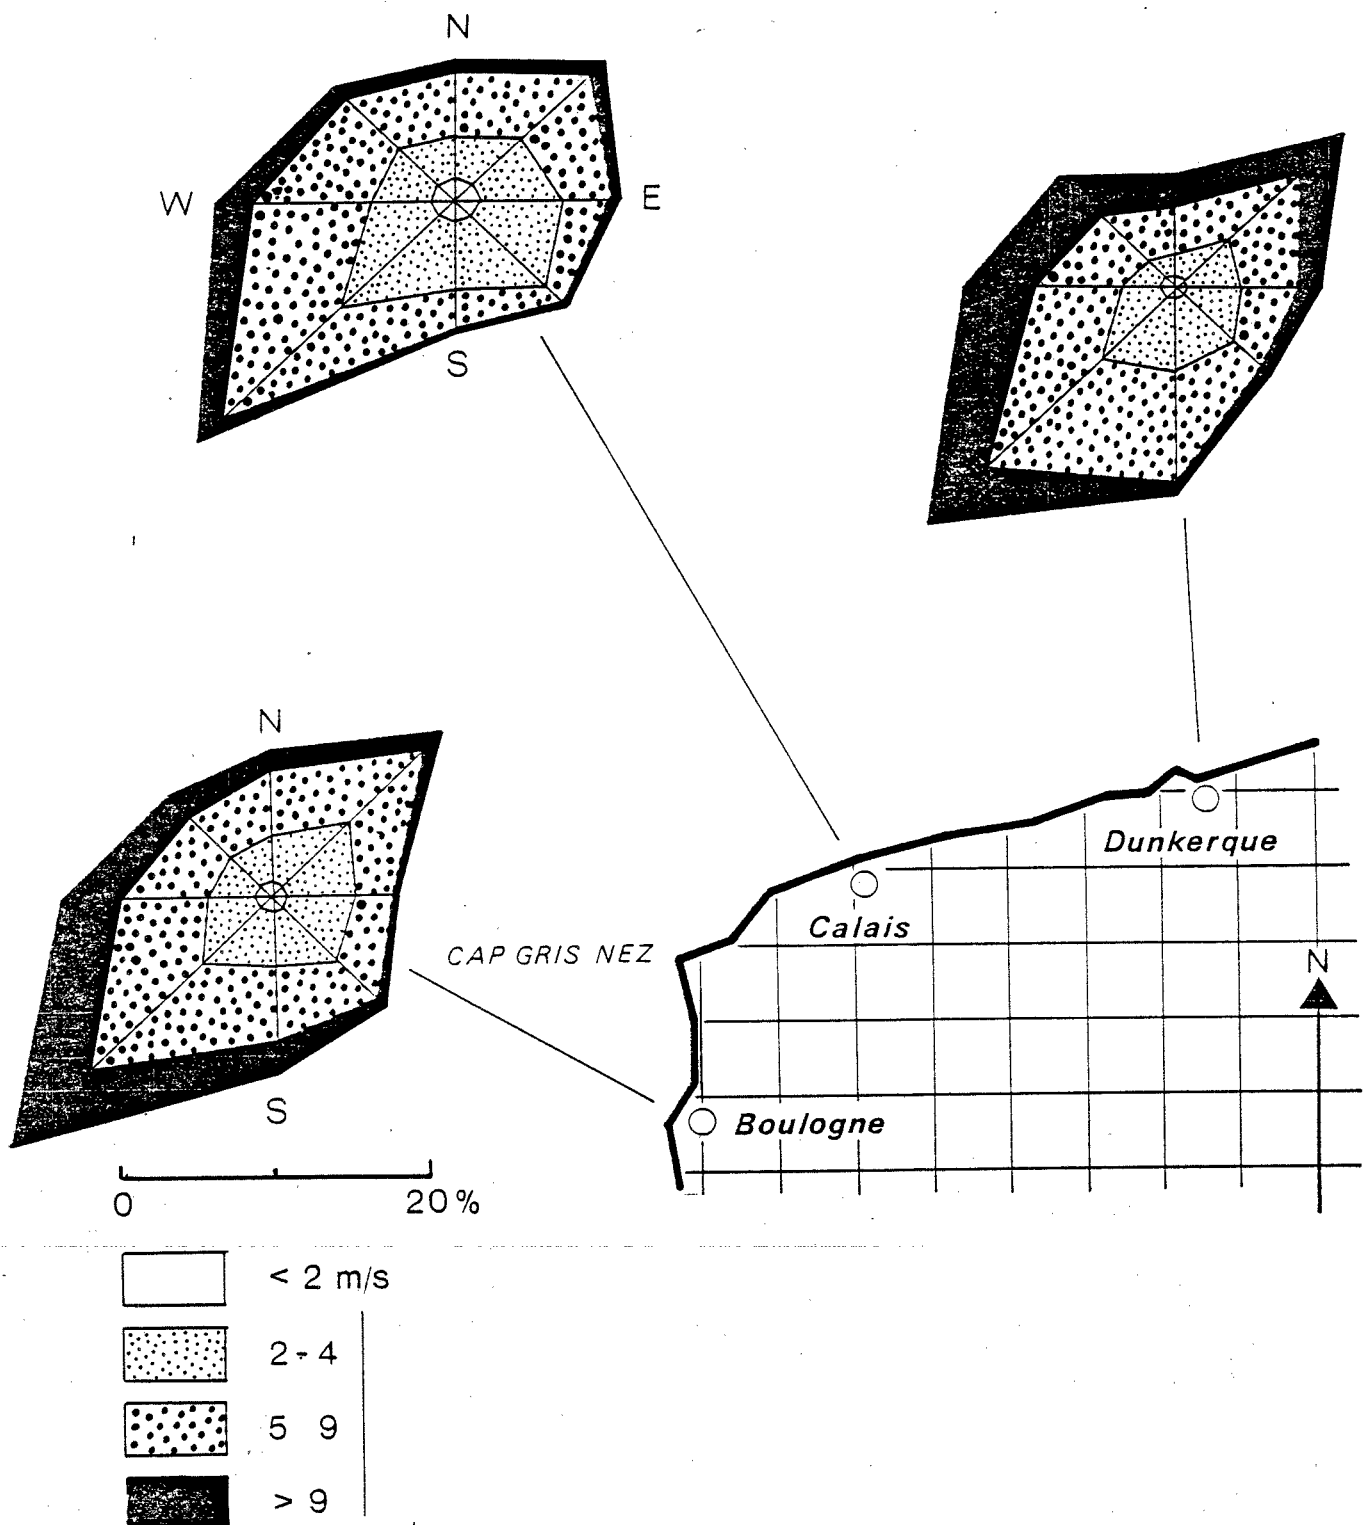 N
W
E
S
N
CAP GRIS NEZ
Dunkerque
Calais
N
Boulogne
S
0
20%
< 2 m/s
2-4
5 9
> 9